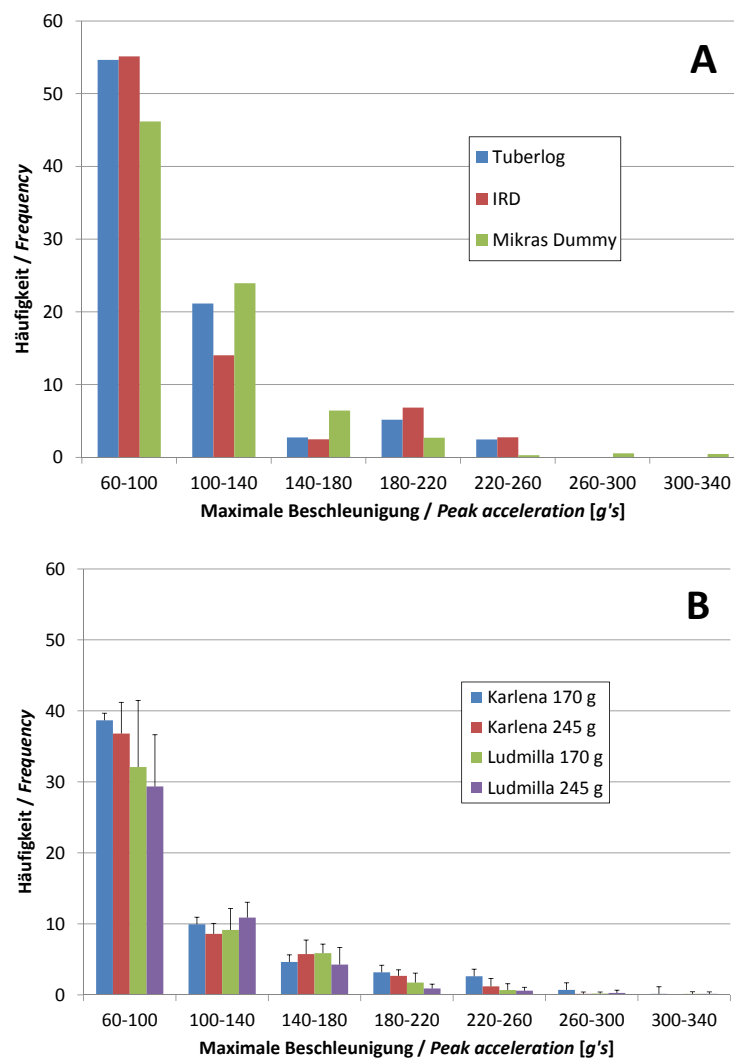 A
60
50
40
30
20
10
0
Häufigkeit / Frequency
Tuberlog
IRD
Mikras Dummy
60-100 100-140 140-180 180-220 220-260 260-300 300-340
Maximale Beschleunigung / Peak acceleration [g's]
B
60
50
40
30
20
10
0
Häufigkeit / Frequency
Karlena 170 g
Karlena 245 g
Ludmilla 170 g
Ludmilla 245 g
60-100 100-140 140-180 180-220 220-260 260-300 300-340
Maximale Beschleunigung / Peak acceleration [g's]